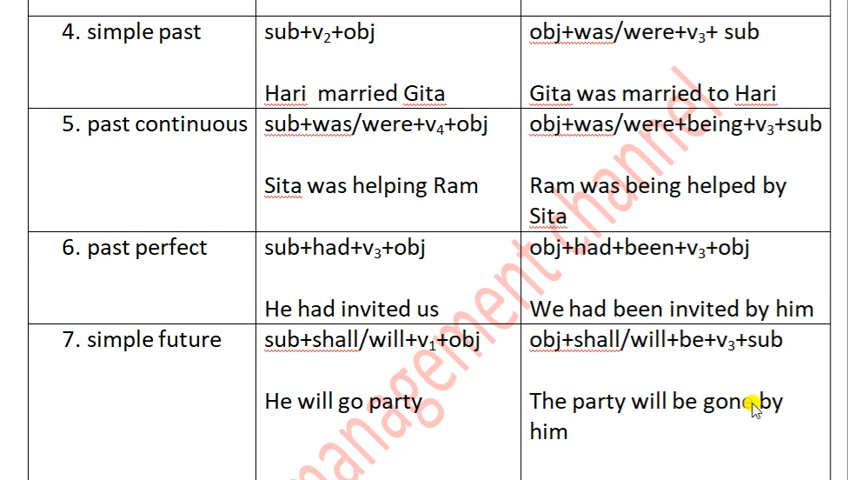 4. simple past
sub+v₂+obj
Hari married Gita
obj+was/were+v₃+ sub
Gita was married to Hari
5. past continuous
sub+was/were+v₄+obj
Sita was helping Ram
obj+was/were+being+v₃+sub
Ram was being helped by
Sita
6. past perfect
sub+had+v₃+obj
He had invited us
obj+had+been+v₃+obj
We had been invited by him
7. simple future
sub+shall/will+v₁+obj
He will go party
obj+shall/will+be+v₃+sub
The party will be gone by
him
management channel